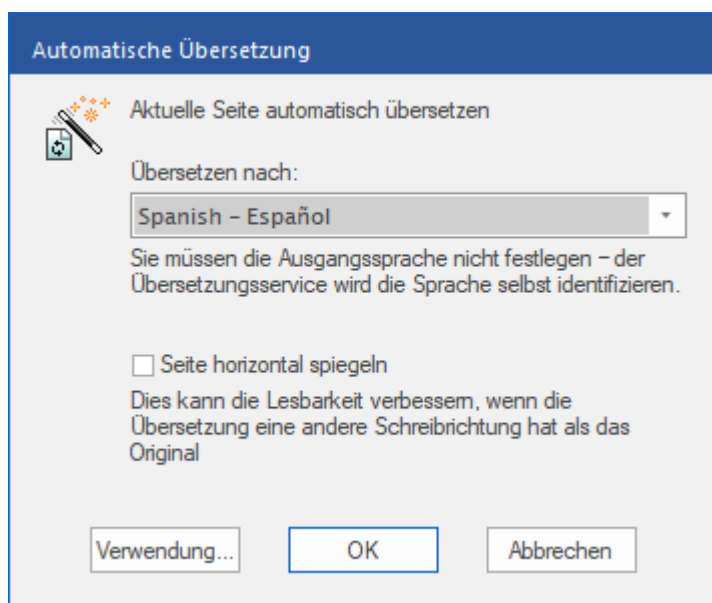 Automatische Übersetzung
Aktuelle Seite automatisch übersetzen
Übersetzen nach:
Spanish – Español
Sie müssen die Ausgangssprache nicht festlegen – der
Übersetzungsservice wird die Sprache selbst identifizieren.
Seite horizontal spiegeln
Dies kann die Lesbarkeit verbessern, wenn die
Übersetzung eine andere Schreibrichtung hat als das
Original
Verwendung... OK Abbrechen